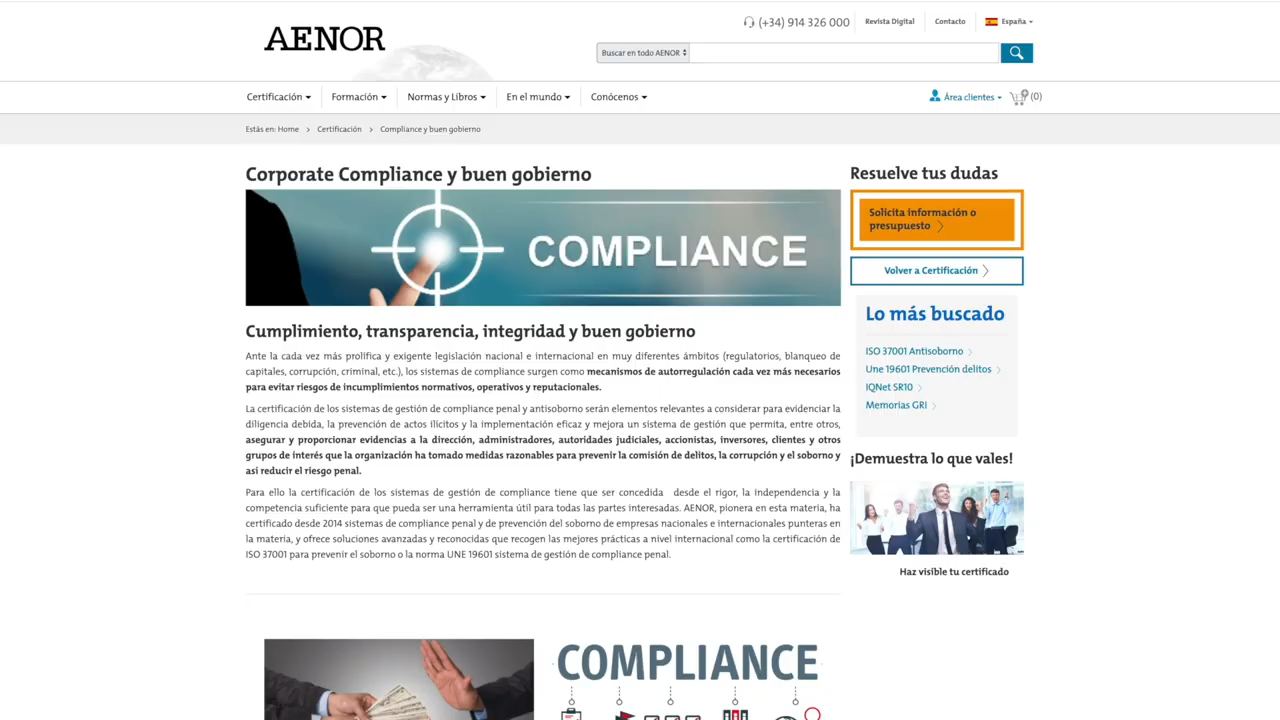 AENOR
(+34) 914 326 000
Revista Digital
Contacto
España
Buscar en todo AENOR
Certificación
Formación
Normas y Libros
En el mundo
Conócenos
Área clientes
(0)
Estás en: Home > Certificación > Compliance y buen gobierno
Corporate Compliance y buen gobierno
COMPLIANCE
Cumplimiento, transparencia, integridad y buen gobierno
Ante la cada vez más prolífica y exigente legislación nacional e internacional en muy diferentes ámbitos (regulatorios, blanqueo de
capitales, corrupción, criminal, etc.), los sistemas de compliance surgen como mecanismos de autorregulación cada vez más necesarios
para evitar riesgos de incumplimientos normativos, operativos y reputacionales.
La certificación de los sistemas de gestión de compliance penal y antisoborno serán elementos relevantes a considerar para evidenciar la
diligencia debida, la prevención de actos ilícitos y la implementación eficaz y mejora un sistema de gestión que permita, entre otros,
asegurar y proporcionar evidencias a la dirección, administradores, autoridades judiciales, accionistas, inversores, clientes y otros
grupos de interés que la organización ha tomado medidas razonables para prevenir la comisión de delitos, la corrupción y el soborno y
así reducir el riesgo penal.
Para ello la certificación de los sistemas de gestión de compliance tiene que ser concedida desde el rigor, la independencia y la
competencia suficiente para que pueda ser una herramienta útil para todas las partes interesadas. AENOR, pionera en esta materia, ha
certificado desde 2014 sistemas de compliance penal y de prevención del soborno de empresas nacionales e internacionales punteras en
la materia, y ofrece soluciones avanzadas y reconocidas que recogen las mejores prácticas a nivel internacional como la certificación de
ISO 37001 para prevenir el soborno o la norma UNE 19601 sistema de gestión de compliance penal.
Resuelve tus dudas
Solicita información o
presupuesto
Volver a Certificación
Lo más buscado
ISO 37001 Antisoborno
Une 19601 Prevención delitos
IQNet SR10
Memorias GRI
¡Demuestra lo que vales!
Haz visible tu certificado
COMPLIANCE